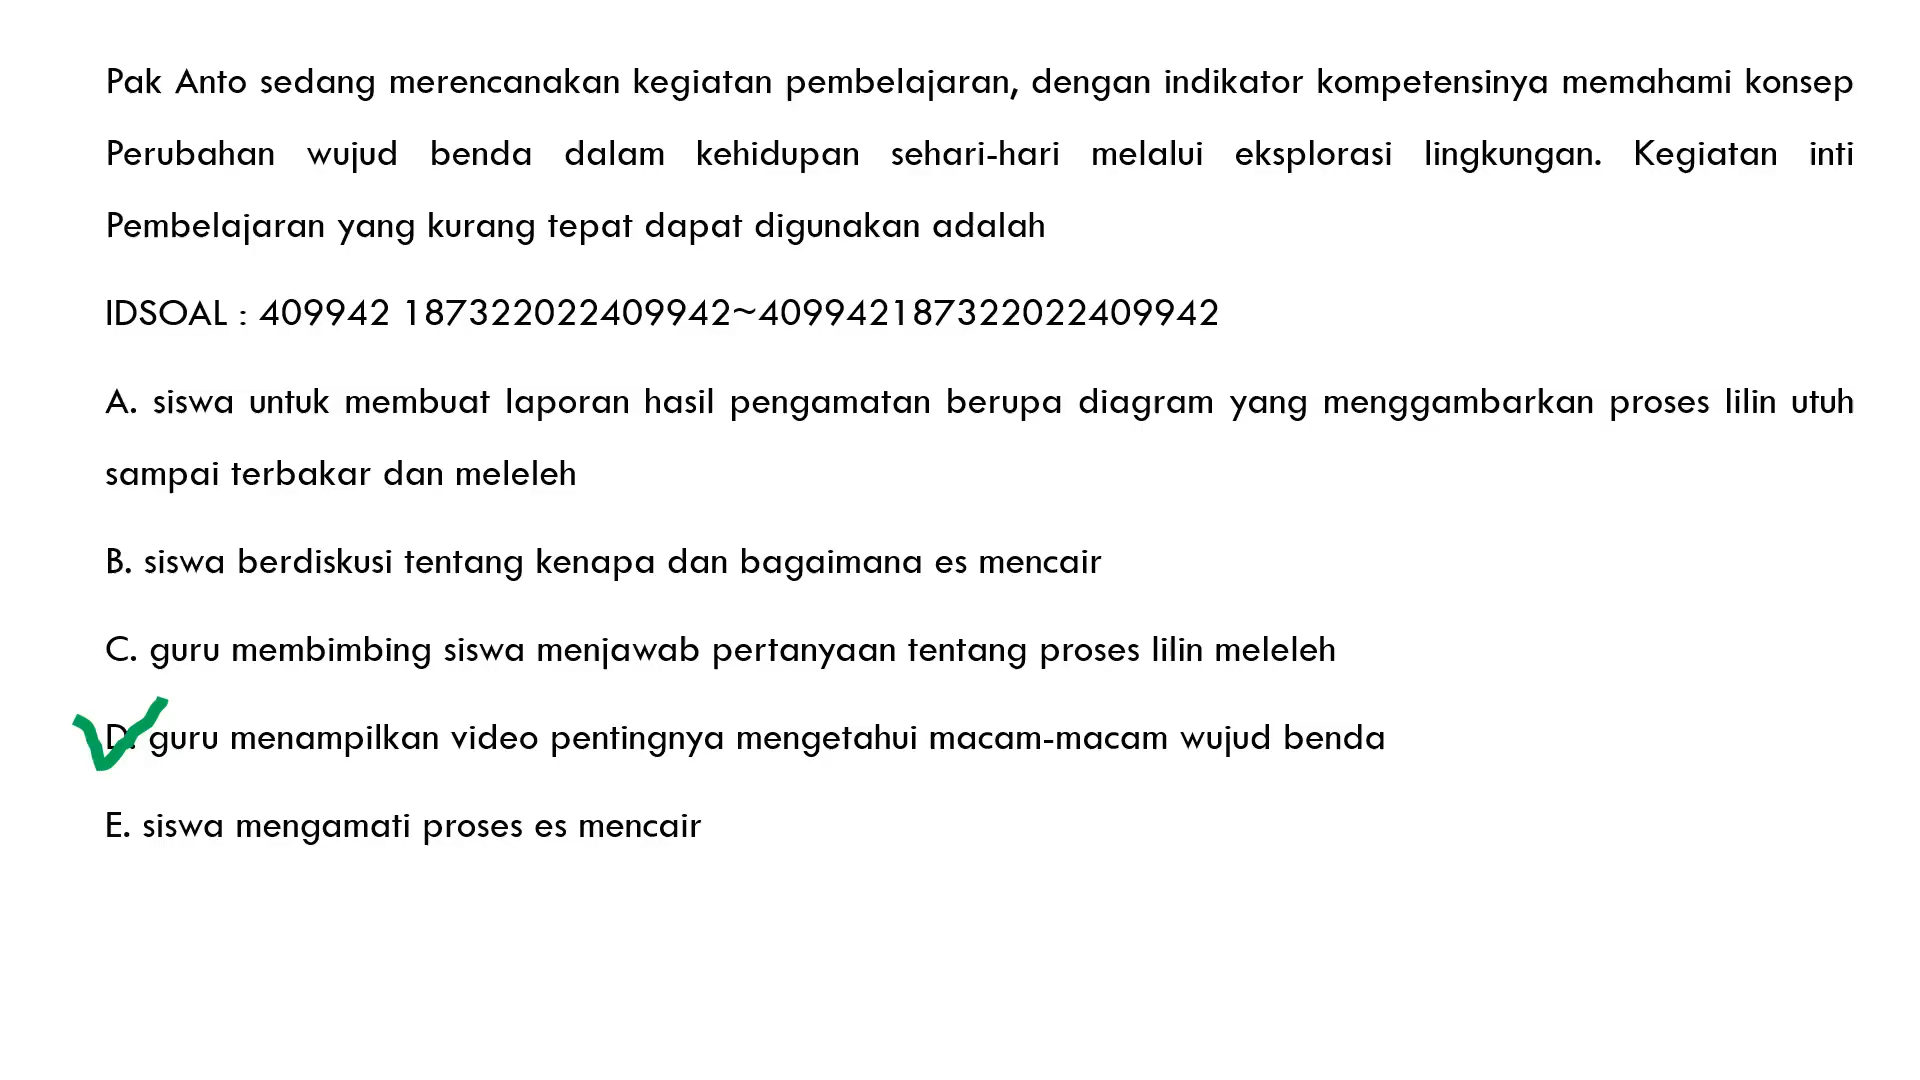 Pak Anto sedang merencanakan kegiatan pembelajaran, dengan indikator kompetensinya memahami konsep
Perubahan wujud benda dalam kehidupan sehari-hari melalui eksplorasi lingkungan. Kegiatan inti
Pembelajaran yang kurang tepat dapat digunakan adalah
IDSOAL : 409942 187322022409942~409942187322022409942
A. siswa untuk membuat laporan hasil pengamatan berupa diagram yang menggambarkan proses lilin utuh
sampai terbakar dan meleleh
B. siswa berdiskusi tentang kenapa dan bagaimana es mencair
C. guru membimbing siswa menjawab pertanyaan tentang proses lilin meleleh
D. guru menampilkan video pentingnya mengetahui macam-macam wujud benda
E. siswa mengamati proses es mencair